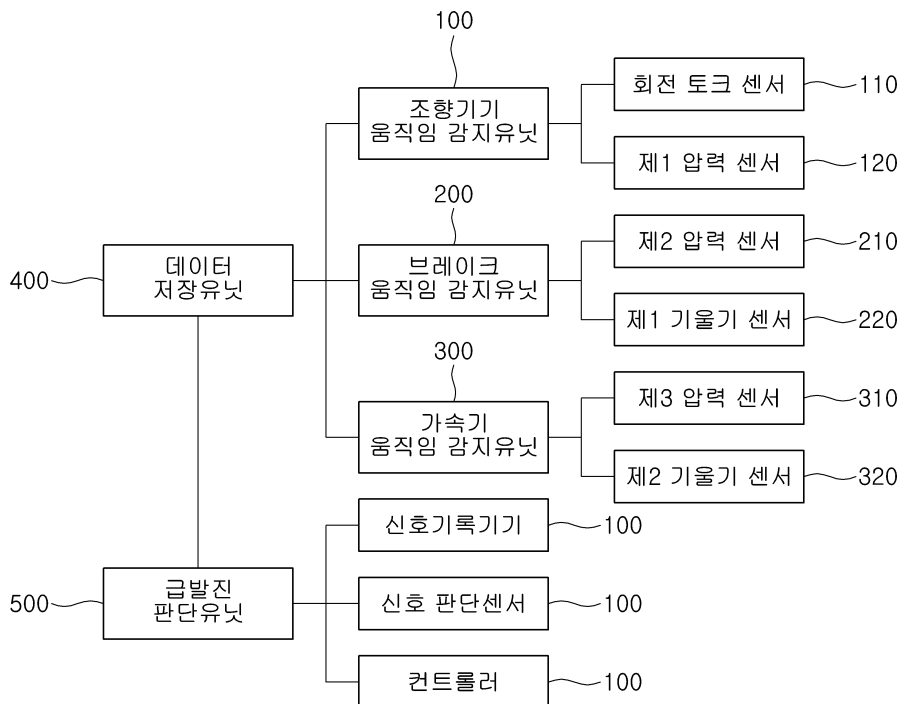 100
회전 토크 센서
110
조향기기
움직임 감지유닛
제1 압력 센서
120
200
제2 압력 센서
210
데이터
저장유닛
400
브레이크
움직임 감지유닛
제1 기울기 센서
220
300
제3 압력 센서
310
가속기
움직임 감지유닛
제2 기울기 센서
320
신호기록기기
100
급발진
판단유닛
500
신호 판단센서
100
컨트롤러
100